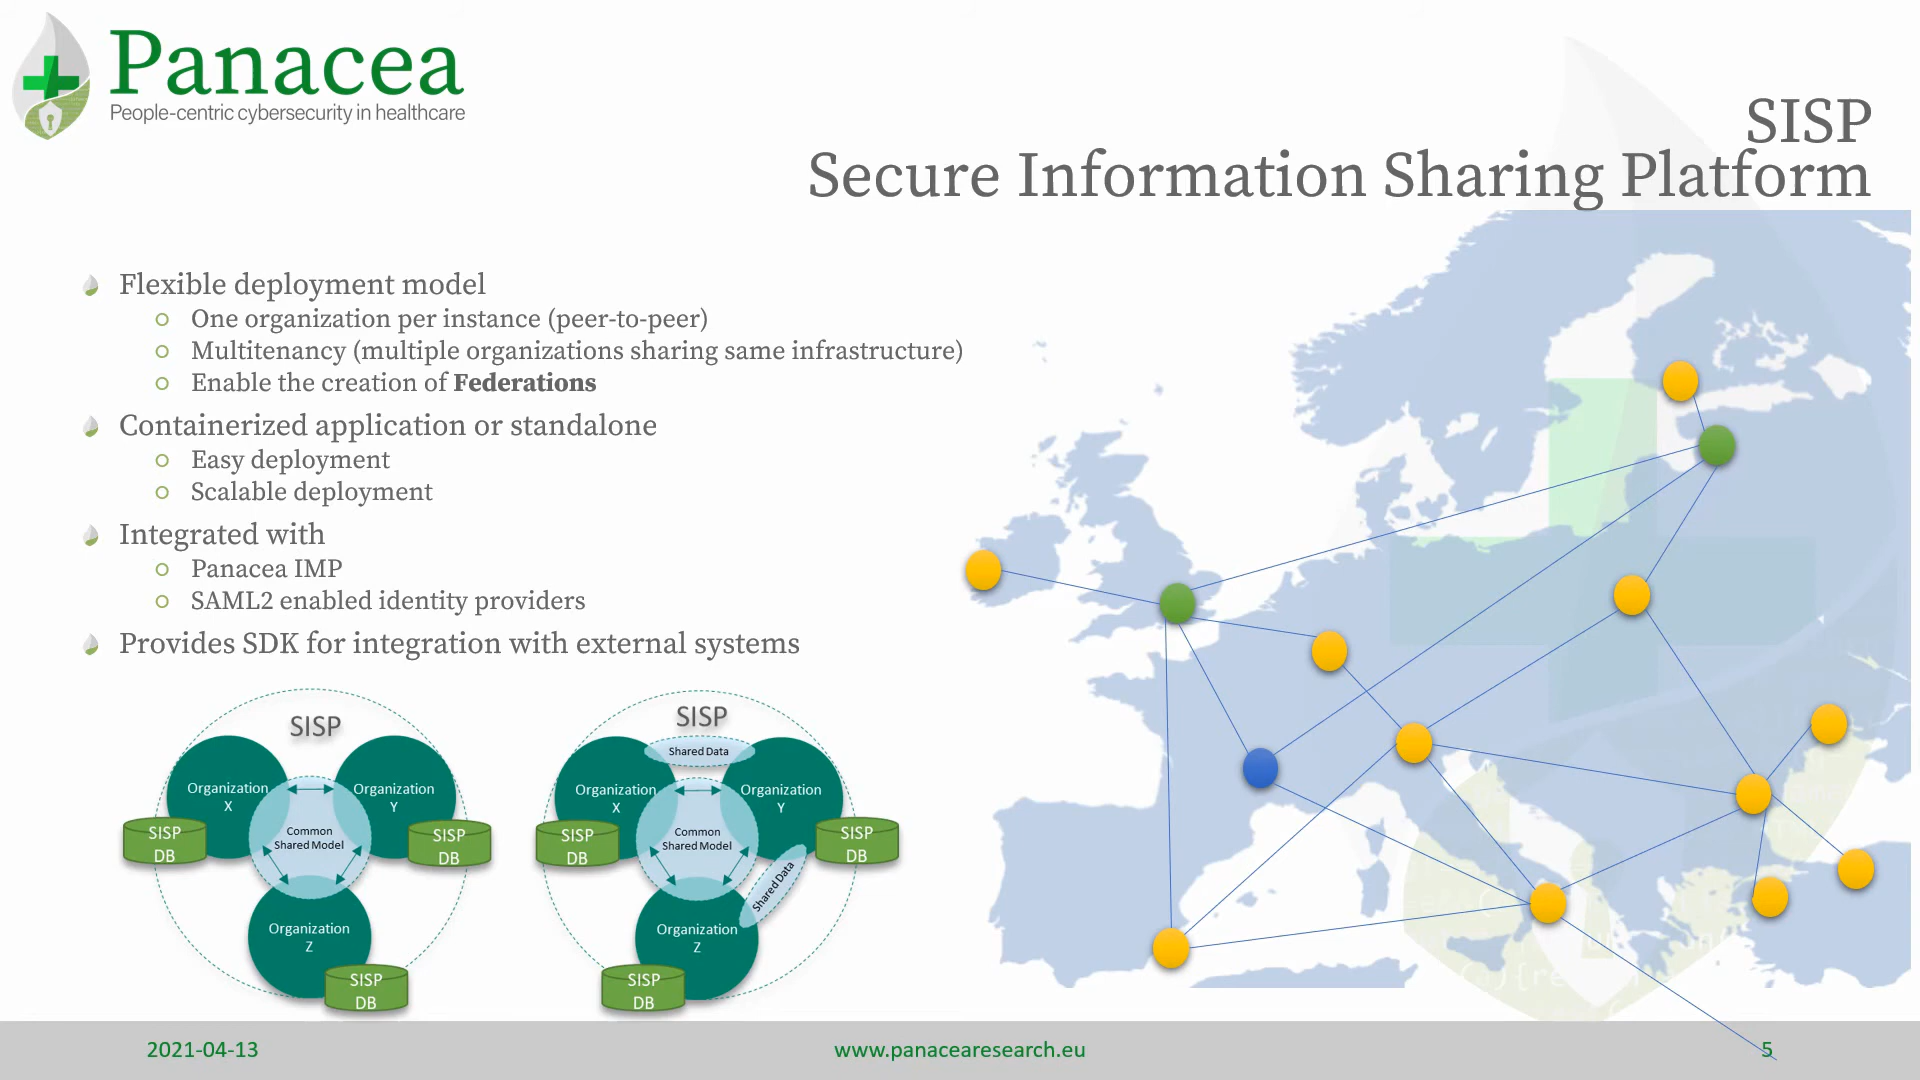 Panacea
People-centric cybersecurity in healthcare
SISP
Secure Information Sharing Platform
Flexible deployment model
One organization per instance (peer-to-peer)
Multitenancy (multiple organizations sharing same infrastructure)
Enable the creation of Federations
Containerized application or standalone
Easy deployment
Scalable deployment
Integrated with
Panacea IMP
SAML2 enabled identity providers
Provides SDK for integration with external systems
SISP
Organization
X
Organization
Y
Common
Shared Model
SISP
DB
SISP
DB
Organization
Z
SISP
DB
SISP
Shared Data
Organization
X
Organization
Y
Common
Shared Model
SISP
DB
SISP
DB
Shared Data
Organization
Z
SISP
DB
2021-04-13
www.panacearesearch.eu
5